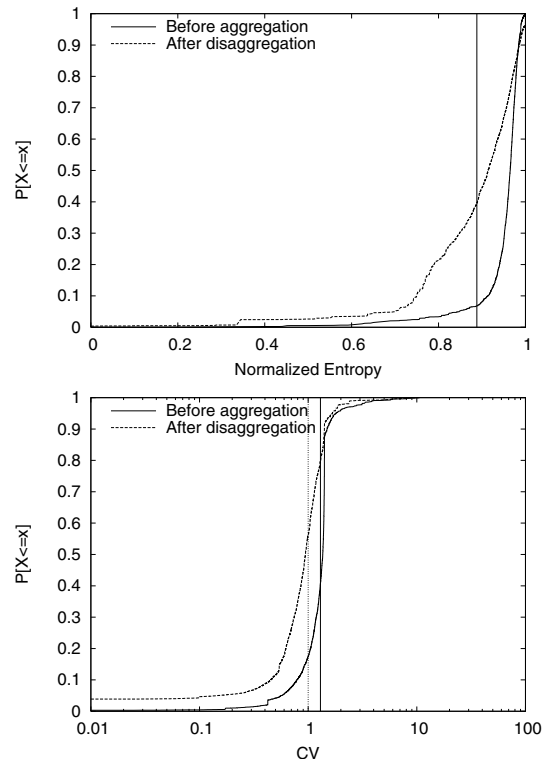 1
0.9
0.8
0.7
0.6
0.5
0.4
0.3
0.2
0.1
0
P[X<=x]
Before aggregation
After disaggregation
0 0.2 0.4 0.6 0.8 1
Normalized Entropy
1
0.9
0.8
0.7
0.6
0.5
0.4
0.3
0.2
0.1
0
P[X<=x]
Before aggregation
After disaggregation
0.01 0.1 1 10 100
CV